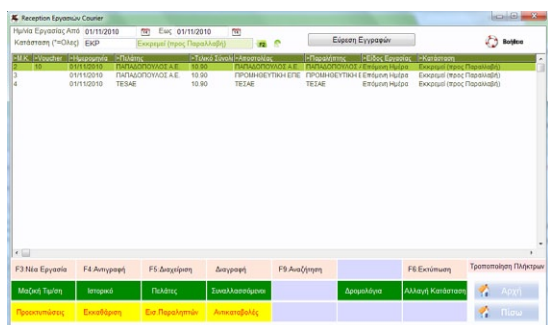 Reception Εργασιών Courier
Ημ/νία Εργασίας Από 01/11/2010 Εως 01/11/2010
Κατάσταση (*=Ολες) ΕΚΡ Εκκρεμεί (προς Παραλαβή) F2 Εύρεση Εγγραφών Βοήθεια
Μ.Κ. Voucher Ημερομηνία Πελάτης Αποστολέας Παραλήπτης Είδος Εργασίας Κατάσταση
2 10 01/11/2010 ΠΑΠΑΔΟΠΟΥΛΟΣ Α.Ε. 10.90 ΠΑΠΑΔΟΠΟΥΛΟΣ Α.Ε. ΠΑΠΑΔΟΠΟΥΛΟΣ Επόμενη Ημέρα Εκκρεμεί (προς Παραλαβή)
3 01/11/2010 ΠΑΠΑΔΟΠΟΥΛΟΣ Α.Ε. 10.90 ΠΡΟΜΗΘΕΥΤΙΚΗ ΕΠΕ ΠΡΟΜΗΘΕΥΤΙΚΗ Ε Επόμενη Ημέρα Εκκρεμεί (προς Παραλαβή)
4 01/11/2010 ΤΕΣΑΕ 10.90 ΤΕΣΑΕ ΤΕΣΑΕ Επόμενη Ημέρα Εκκρεμεί (προς Παραλαβή)
F3:Νέα Εργασία F4:Αντιγραφή F5:Διαχείριση Διαγραφή F9:Αναζήτηση F6:Εκτύπωση Τροποποίηση Πλήκτρων
Μαζική Τιμ/ση Ιστορικό Πελάτες Συναλλασσόμενοι Δρομολόγια Αλλαγή Κατάσταση Αρχή
Προεκτυπώσεις Εκκαθάριση Εισ.Παραληπτών Αντικαταβολές Πίσω